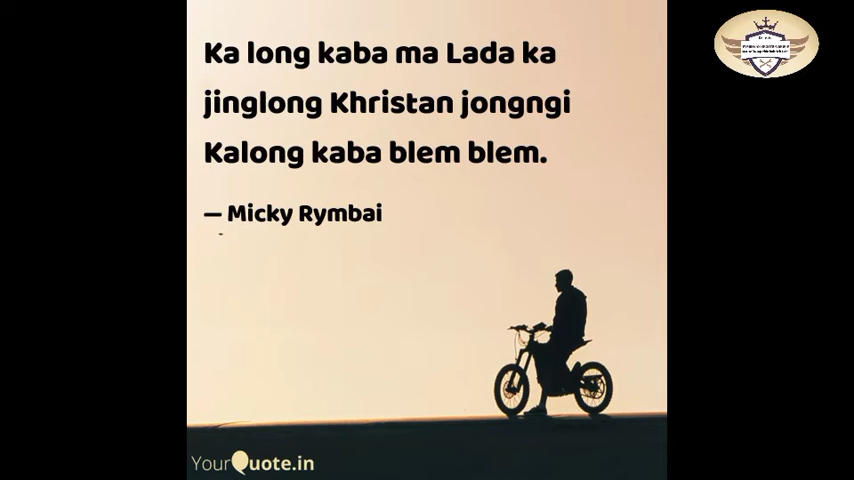 Ka long kaba ma Lada ka
jinglong Khristan jongngi
Kalong kaba blem blem.
— Micky Rymbai
YourQuote.in